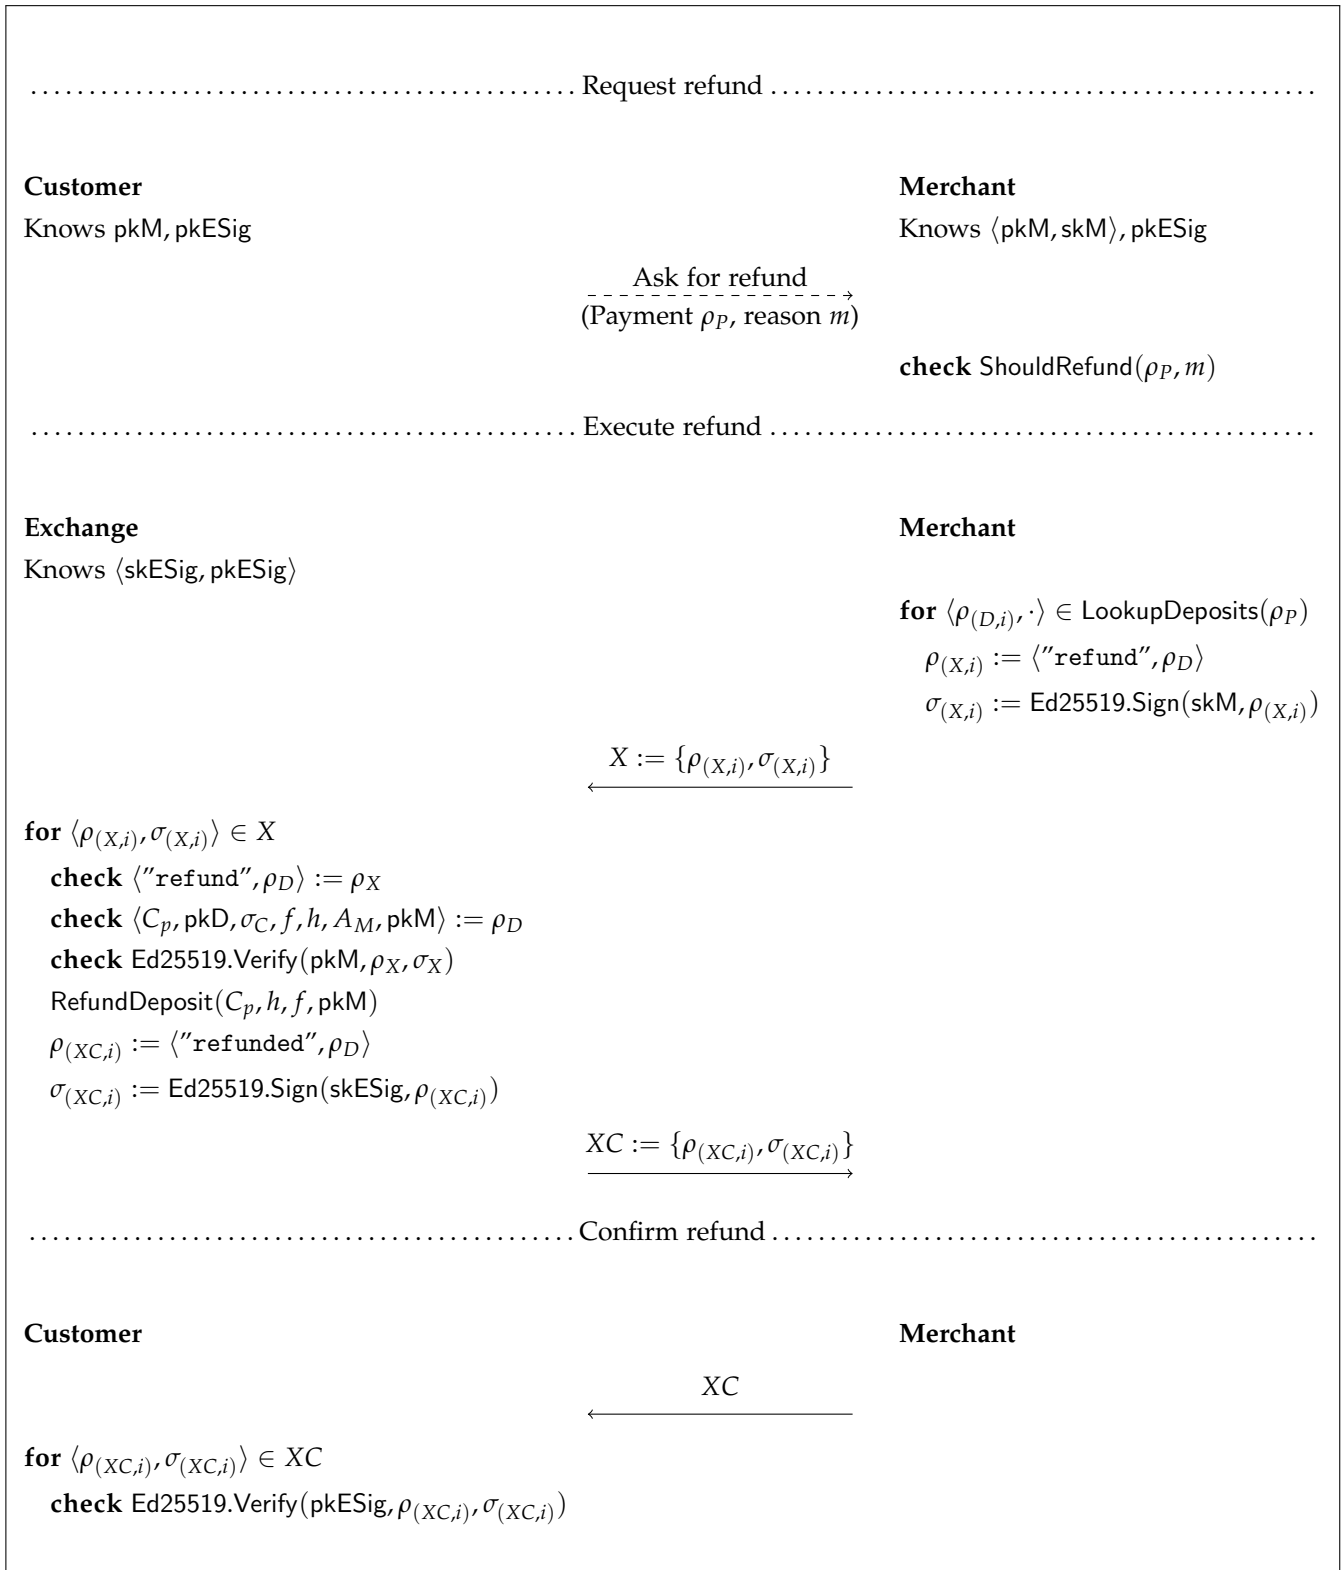 ........................................ Request refund ........................................
Customer Merchant
Knows pkM, pkESig Knows ⟨pkM, skM⟩, pkESig
Ask for refund
(Payment ρ_P, reason m)
check ShouldRefund(ρ_P, m)
........................................ Execute refund ........................................
Exchange Merchant
Knows ⟨skESig, pkESig⟩
for ⟨ρ_(D,i), ·⟩ ∈ LookupDeposits(ρ_P)
ρ_(X,i) := ⟨"refund", ρ_D⟩
σ_(X,i) := Ed25519.Sign(skM, ρ_(X,i))
X := {ρ_(X,i), σ_(X,i)}
for ⟨ρ_(X,i), σ_(X,i)⟩ ∈ X
check ⟨"refund", ρ_D⟩ := ρ_X
check ⟨C_p, pkD, σ_C, f, h, A_M, pkM⟩ := ρ_D
check Ed25519.Verify(pkM, ρ_X, σ_X)
RefundDeposit(C_p, h, f, pkM)
ρ_(XC,i) := ⟨"refunded", ρ_D⟩
σ_(XC,i) := Ed25519.Sign(skESig, ρ_(XC,i))
XC := {ρ_(XC,i), σ_(XC,i)}
........................................ Confirm refund ........................................
Customer Merchant
XC
for ⟨ρ_(XC,i), σ_(XC,i)⟩ ∈ XC
check Ed25519.Verify(pkESig, ρ_(XC,i), σ_(XC,i))